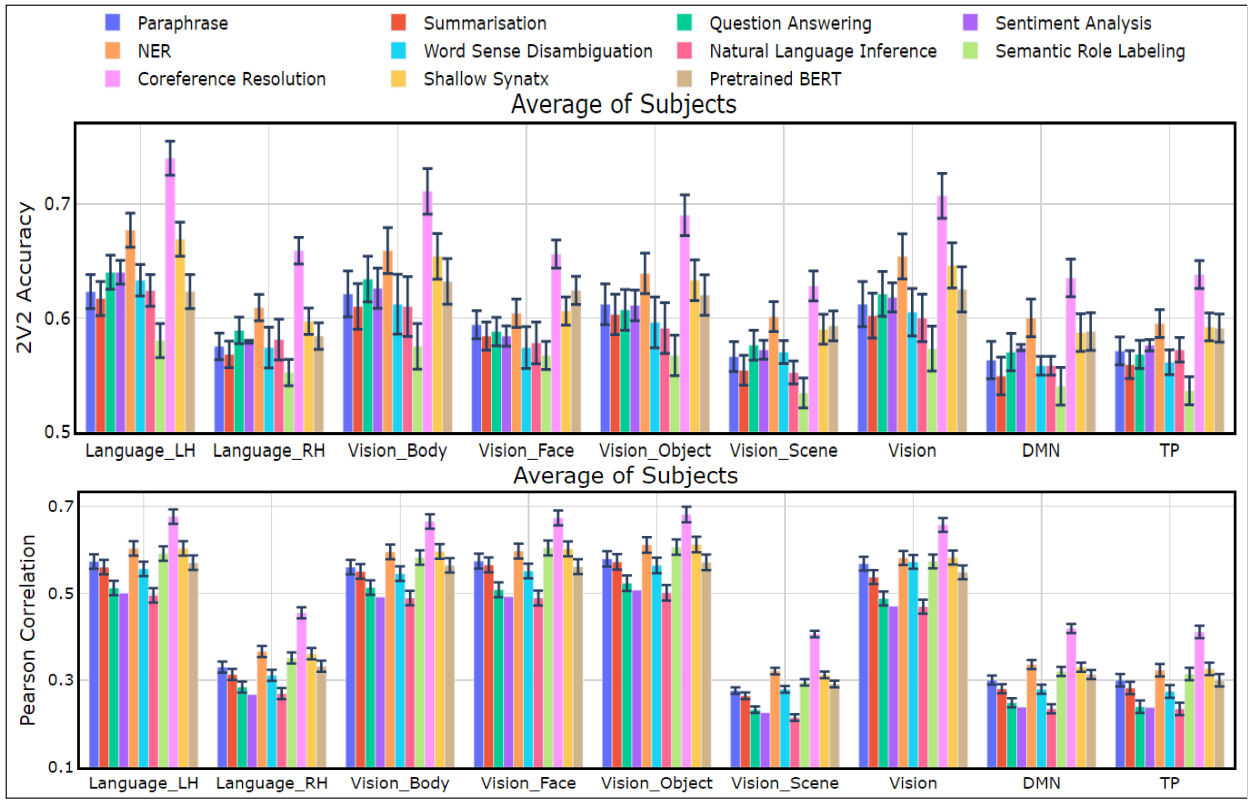 Paraphrase Summarisation Question Answering Sentiment Analysis
NER Word Sense Disambiguation Natural Language Inference Semantic Role Labeling
Coreference Resolution Shallow Synatx Pretrained BERT
Average of Subjects
2V2 Accuracy
0.7
0.6
0.5
Language_LH Language_RH Vision_Body Vision_Face Vision_Object Vision_Scene Vision DMN TP
Average of Subjects
Pearson Correlation
0.7
0.5
0.3
0.1
Language_LH Language_RH Vision_Body Vision_Face Vision_Object Vision_Scene Vision DMN TP